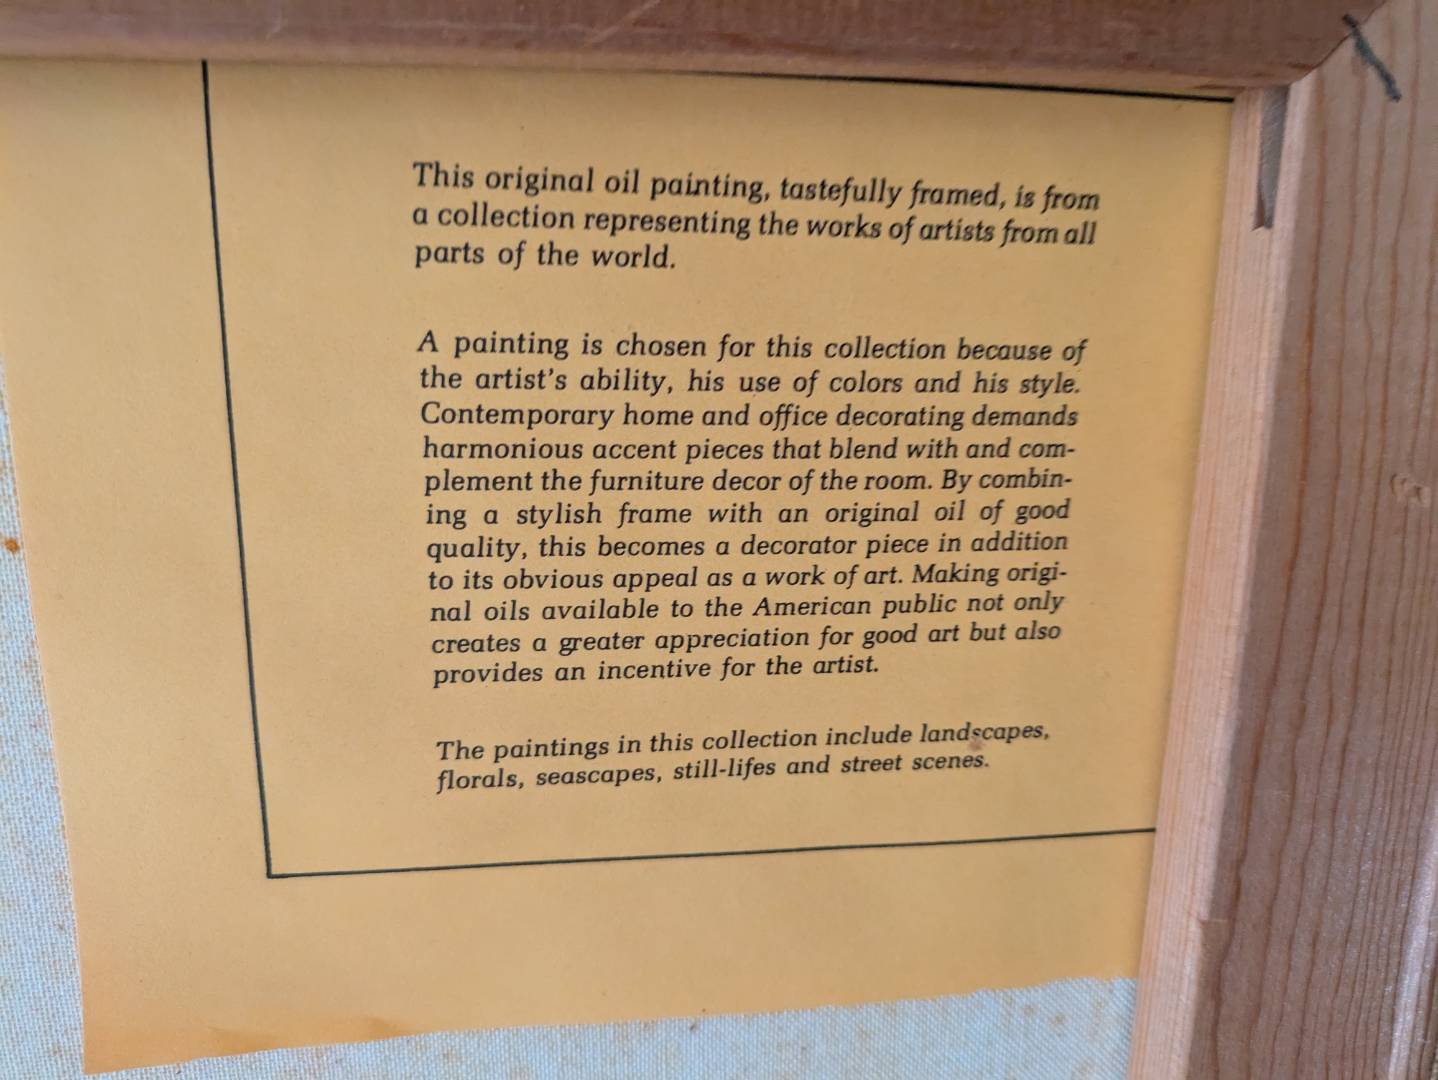 This original oil painting, tastefully framed, is from
a collection representing the works of artists from all
parts of the world.
A painting is chosen for this collection because of
the artist's ability, his use of colors and his style.
Contemporary home and office decorating demands
harmonious accent pieces that blend with and com-
plement the furniture decor of the room. By combin-
ing a stylish frame with an original oil of good
quality, this becomes a decorator piece in addition
to its obvious appeal as a work of art. Making origi-
nal oils available to the American public not only
creates a greater appreciation for good art but also
provides an incentive for the artist.
The paintings in this collection include landscapes,
florals, seascapes, still-lifes and street scenes.